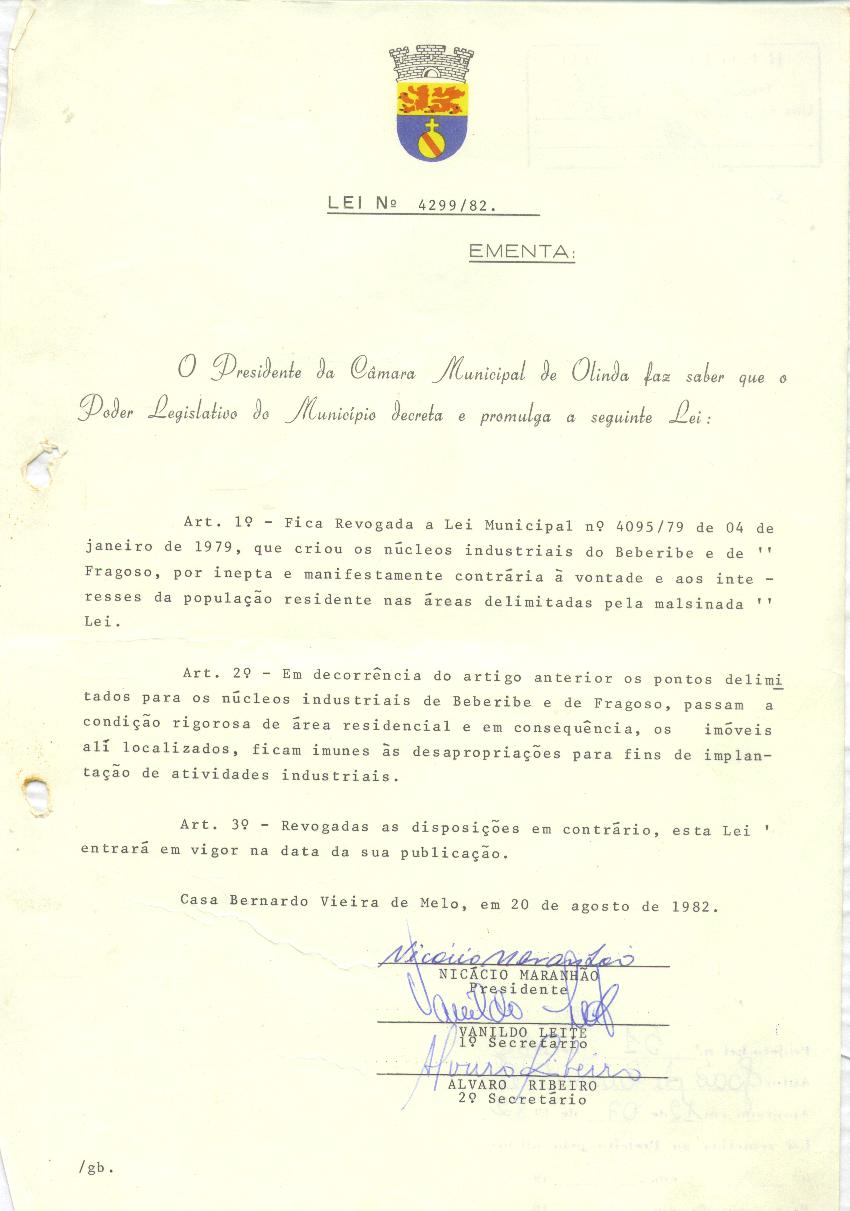 LEI Nº 4299/82.
EMENTA:
O Presidente da Câmara Municipal de Olinda faz saber que o
Poder Legislativo do Município decreta e promulga a seguinte Lei:
Art. 1º - Fica Revogada a Lei Municipal nº 4095/79 de 04 de
janeiro de 1979, que criou os núcleos industriais do Beberibe e de ''
Fragoso, por inepta e manifestamente contrária à vontade e aos inte -
resses da população residente nas áreas delimitadas pela malsinada ''
Lei.
Art. 2º - Em decorrência do artigo anterior os pontos delimi
tados para os núcleos industriais de Beberibe e de Fragoso, passam a
condição rigorosa de área residencial e em consequência, os imóveis
alí localizados, ficam imunes às desapropriações para fins de implan-
tação de atividades industriais.
Art. 3º - Revogadas as disposições em contrário, esta Lei '
entrará em vigor na data da sua publicação.
Casa Bernardo Vieira de Melo, em 20 de agosto de 1982.
Nicácio Maranhão
NICÁCIO MARANHÃO
Presidente
Vanildo Leite
VANILDO LEITE
1º Secretário
Alvaro Ribeiro
ALVARO RIBEIRO
2º Secretário
/gb.